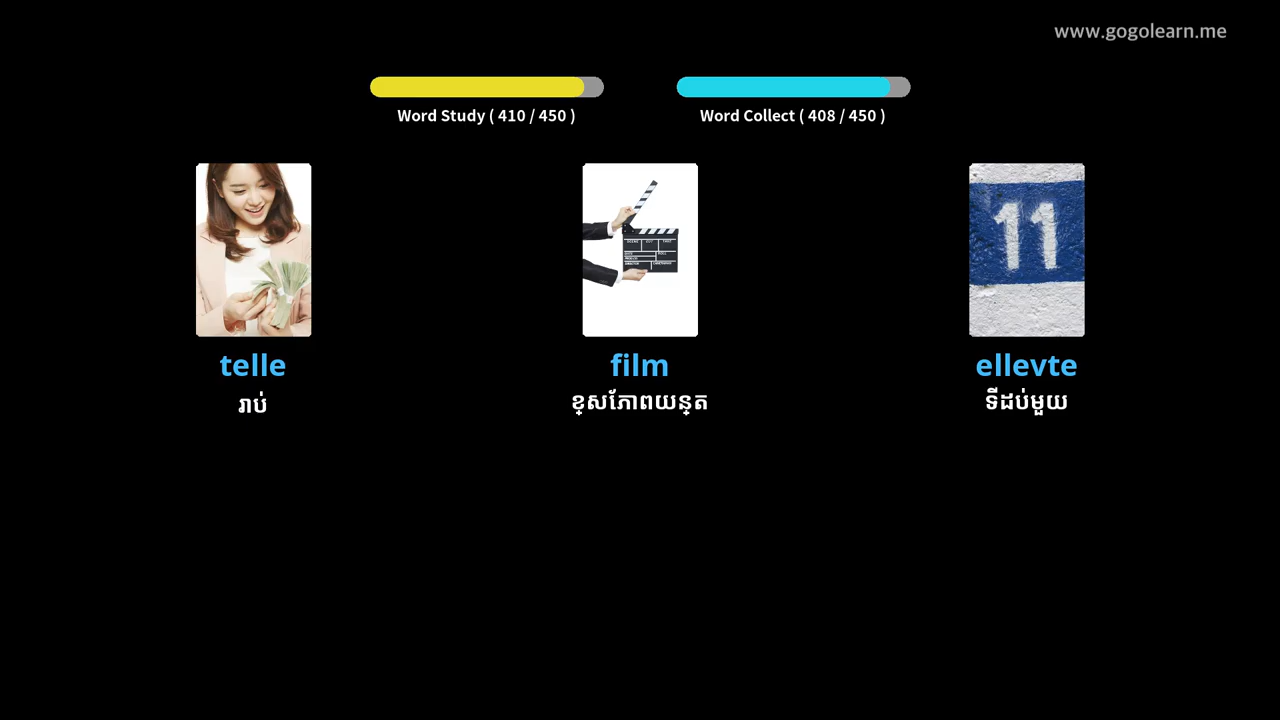 www.gogolearn.me
Word Study ( 410 / 450 )
Word Collect ( 408 / 450 )
11
telle
film
ellevte
រាប់
ខ្សែភាពយន្ត
ទីដប់មួយ